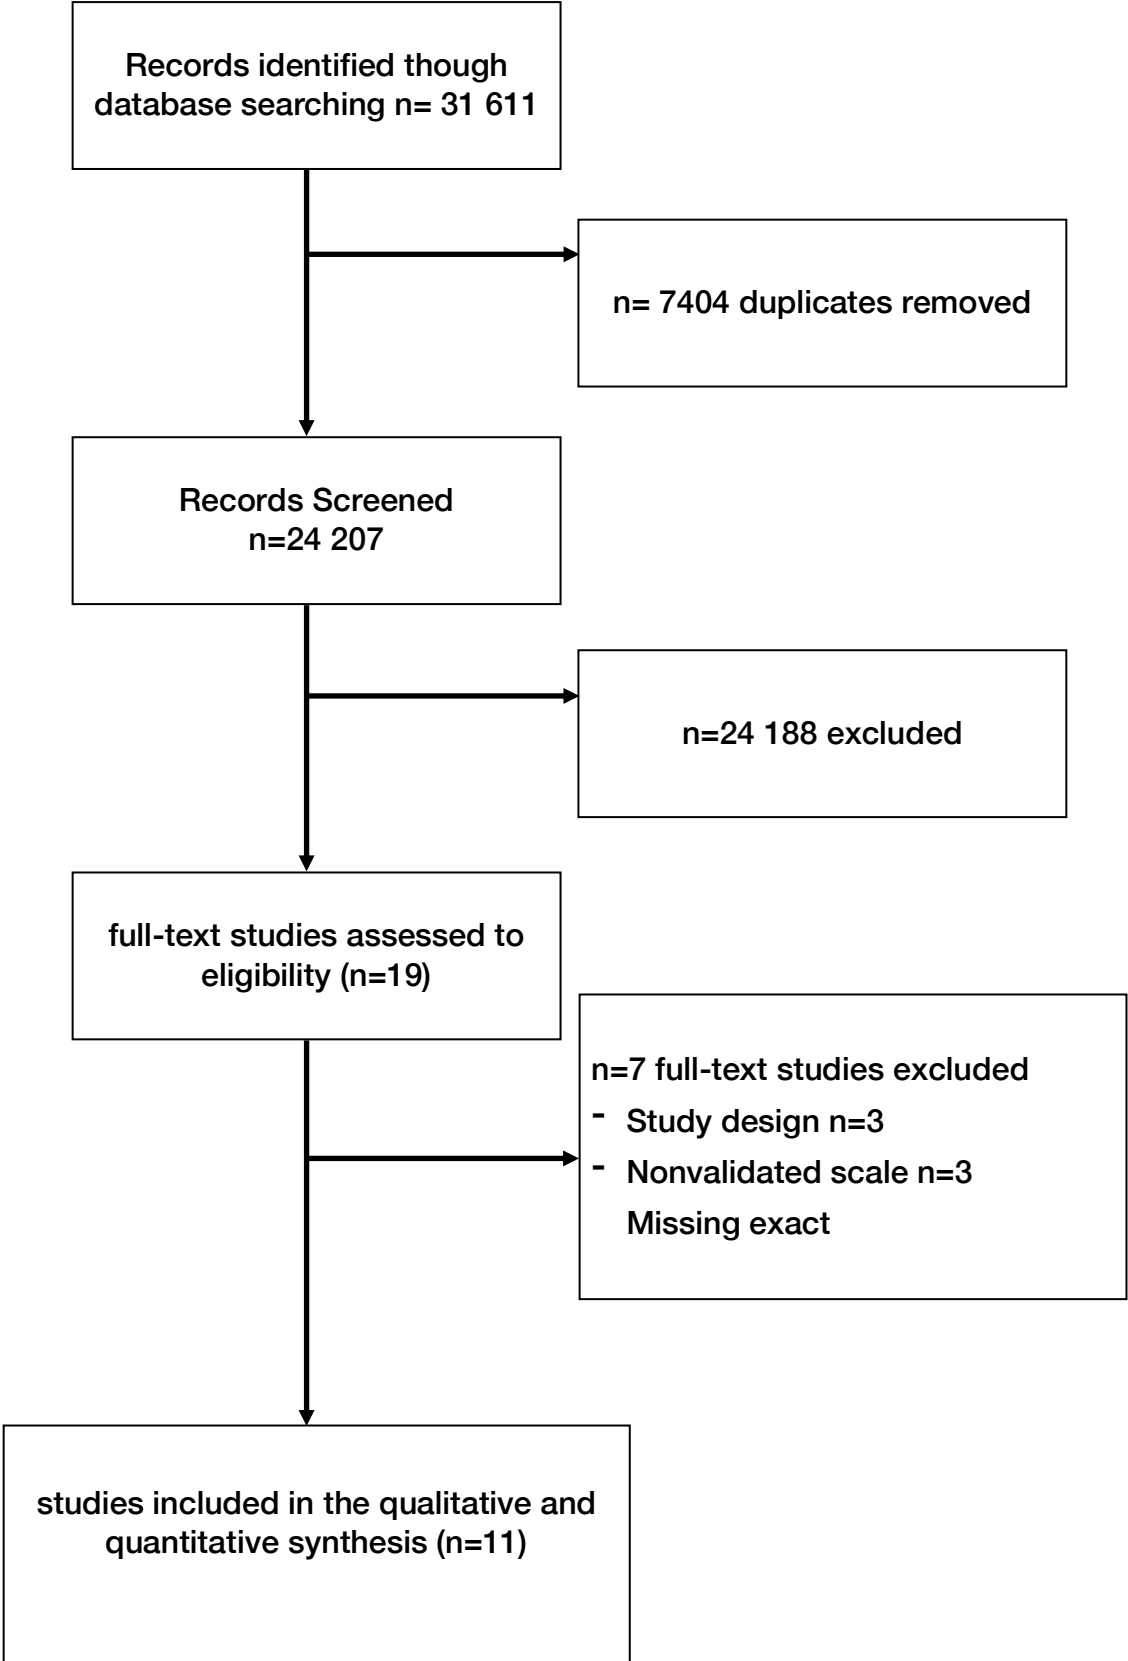 Records identified though
database searching n= 31 611
n= 7404 duplicates removed
Records Screened
n=24 207
n=24 188 excluded
full-text studies assessed to
eligibility (n=19)
n=7 full-text studies excluded
- Study design n=3
- Nonvalidated scale n=3
Missing exact
studies included in the qualitative and
quantitative synthesis (n=11)